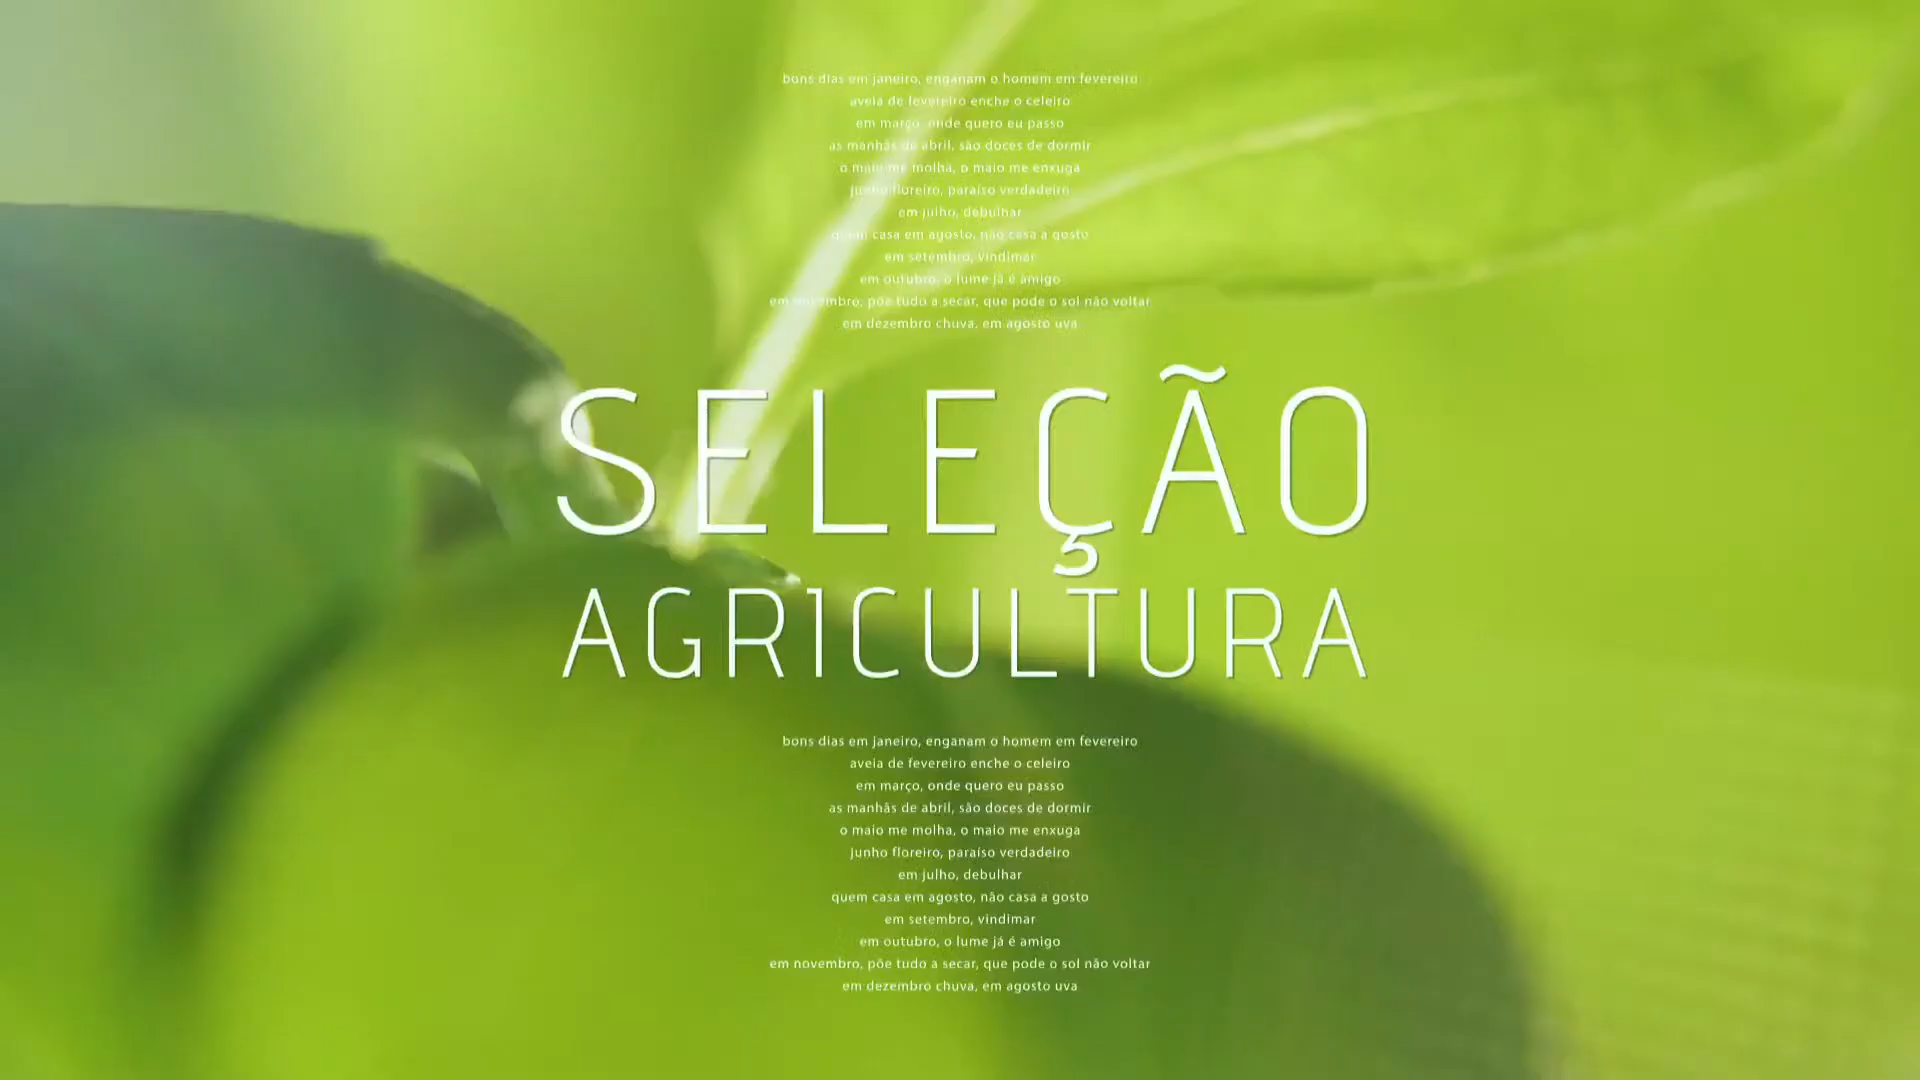 bons dias em janeiro, enganam o homem em fevereiro
aveia de fevereiro enche o celeiro
em março, onde quero eu passo
as manhãs de abril, são doces de dormir
o maio me molha, o maio me enxuga
junho floreiro, paraíso verdadeiro
em julho, debulhar
quem casa em agosto, não casa a gosto
em setembro, vindimar
em outubro, o lume já é amigo
em novembro, põe tudo a secar, que pode o sol não voltar
em dezembro chuva, em agosto uva
SELEÇÃO
AGRICULTURA
bons dias em janeiro, enganam o homem em fevereiro
aveia de fevereiro enche o celeiro
em março, onde quero eu passo
as manhãs de abril, são doces de dormir
o maio me molha, o maio me enxuga
junho floreiro, paraíso verdadeiro
em julho, debulhar
quem casa em agosto, não casa a gosto
em setembro, vindimar
em outubro, o lume já é amigo
em novembro, põe tudo a secar, que pode o sol não voltar
em dezembro chuva, em agosto uva